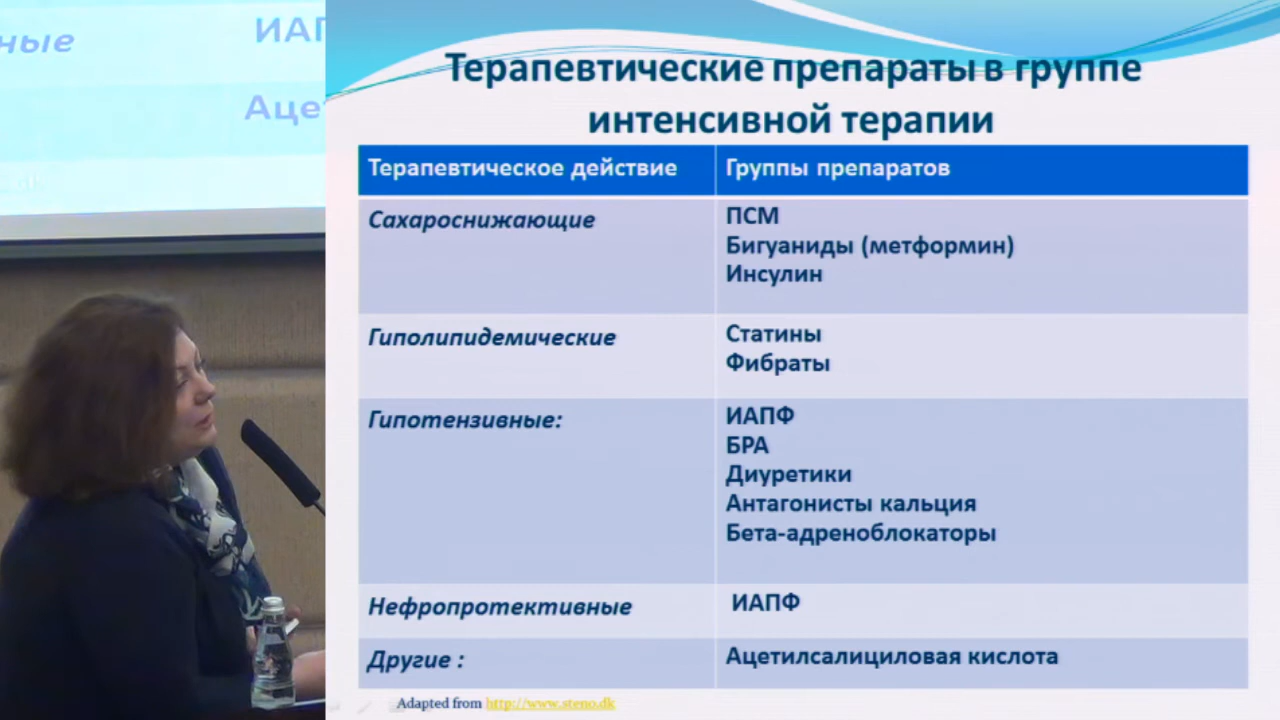 ные
ИАП
Аце
Терапевтические препараты в группе
интенсивной терапии
Терапевтическое действие
Группы препаратов
Сахароснижающие
ПСМ
Бигуаниды (метформин)
Инсулин
Гиполипидемические
Статины
Фибраты
Гипотензивные:
ИАПФ
БРА
Диуретики
Антагонисты кальция
Бета-адреноблокаторы
Нефропротективные
ИАПФ
Другие :
Ацетилсалициловая кислота
Adapted from http://www.steno.dk